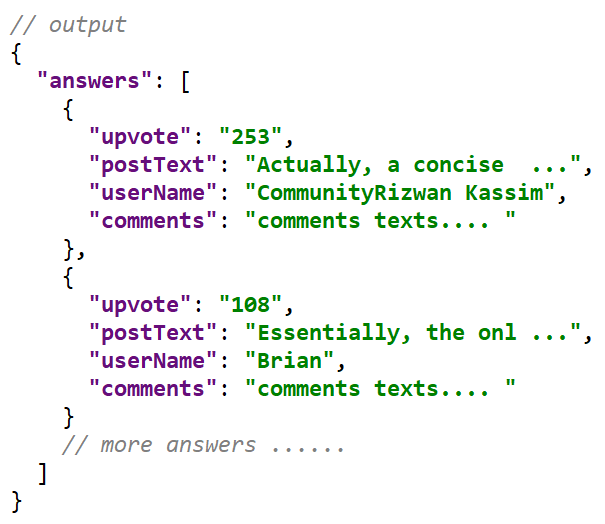 // output
{
  "answers": [
    {
      "upvote": "253",
      "postText": "Actually, a concise  ...",
      "userName": "CommunityRizwan Kassim",
      "comments": "comments texts.... "
    },
    {
      "upvote": "108",
      "postText": "Essentially, the onl ...",
      "userName": "Brian",
      "comments": "comments texts.... "
    }
    // more answers ......
  ]
}